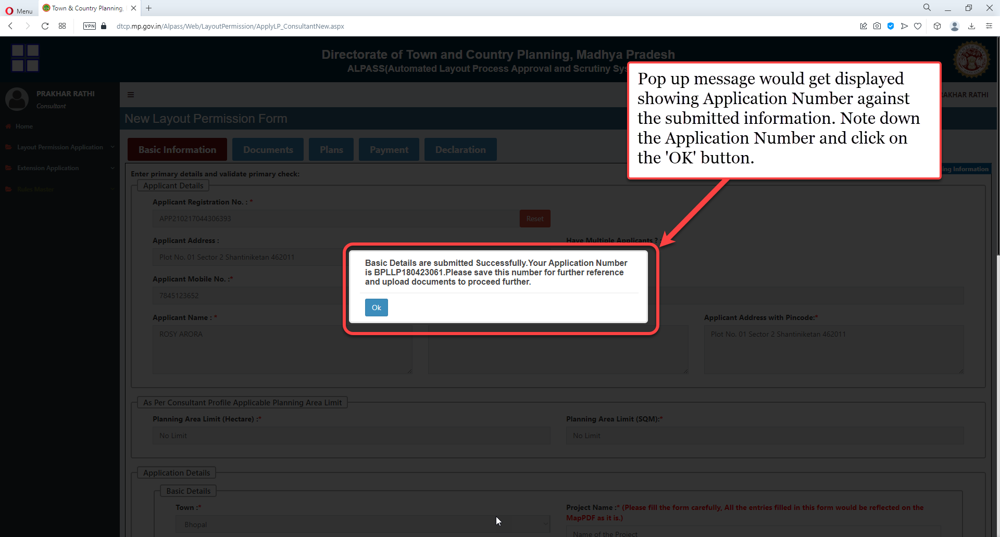 Menu
Town & Country Planning,
VPN
dtcp.mp.gov.in/Alpass/Web/LayoutPermission/ApplyLP_ConsultantNew.aspx
Directorate of Town and Country Planning, Madhya Pradesh
ALPASS(Automated Layout Process Approval and Scrutiny Sys
Pop up message would get displayed
showing Application Number against
the submitted information. Note down
the Application Number and click on
the 'OK' button.
PRAKHAR RATHI
Consultant
RAKHAR RATHI
Home
Layout Permission Application
Extension Application
Rules Master
New Layout Permission Form
Basic Information
Documents
Plans
Payment
Declaration
ing Information
Enter primary details and validate primary check:
Applicant Details
Applicant Registration No. : *
APP210217044306393
Reset
Applicant Address :
Have Multiple Applicants ?
Plot No. 01 Sector 2 Shantiniketan 462011
Basic Details are submitted Successfully.Your Application Number
is BPLLP180423061.Please save this number for further reference
and upload documents to proceed further.
Ok
Applicant Mobile No. :*
7845123652
Applicant Name : *
Applicant Address with Pincode:*
ROSY ARORA
Plot No. 01 Sector 2 Shantiniketan 462011
As Per Consultant Profile Applicable Planning Area Limit
Planning Area Limit (Hectare) :*
Planning Area Limit (SQM):*
No Limit
No Limit
Application Details
Basic Details
Town :*
Project Name :* (Please fill the form carefully, All the entries filled in this form would be reflected on the
MapPDF as it is.)
Bhopal
Name of the Project